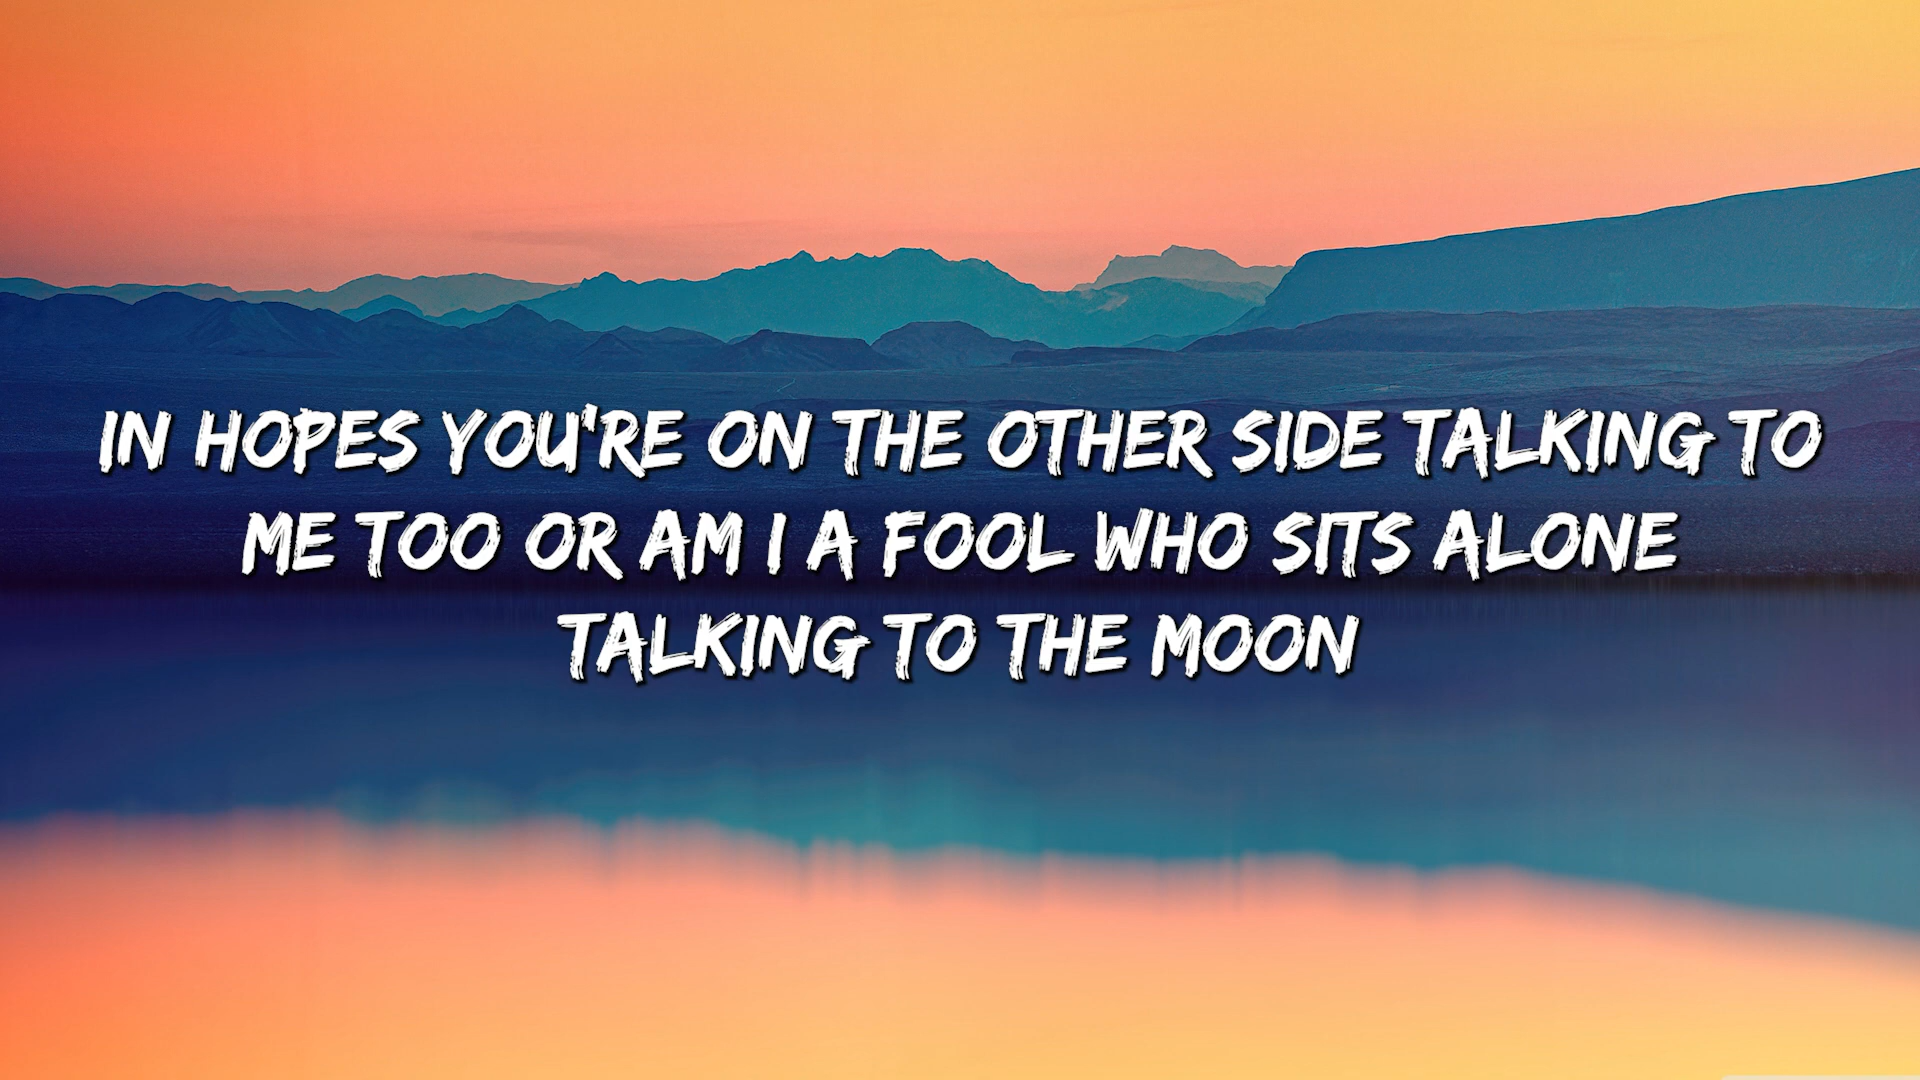 IN HOPES YOU'RE ON THE OTHER SIDE TALKING TO
ME TOO OR AM I A FOOL WHO SITS ALONE
TALKING TO THE MOON